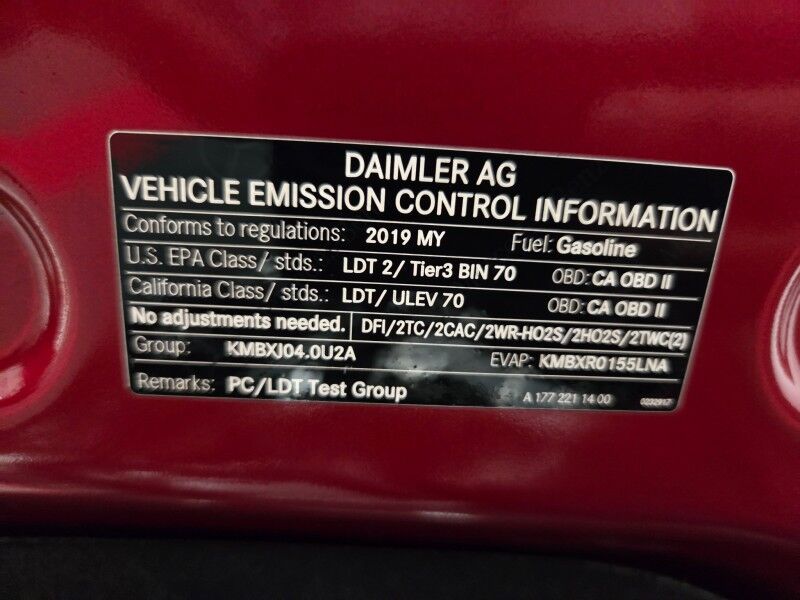 DAIMLER AG
VEHICLE EMISSION CONTROL INFORMATION
Conforms to regulations: 2019 MY Fuel: Gasoline
U.S. EPA Class/ stds.: LDT 2/ Tier3 BIN 70 OBD: CA OBD II
California Class/ stds.: LDT/ ULEV 70 OBD: CA OBD II
No adjustments needed. DFI/2TC/2CAC/2WR-HO2S/2HO2S/2TWC(2)
Group: KMBXJ04.0U2A EVAP: KMBXR0155LNA
Remarks: PC/LDT Test Group A 177 221 14 00